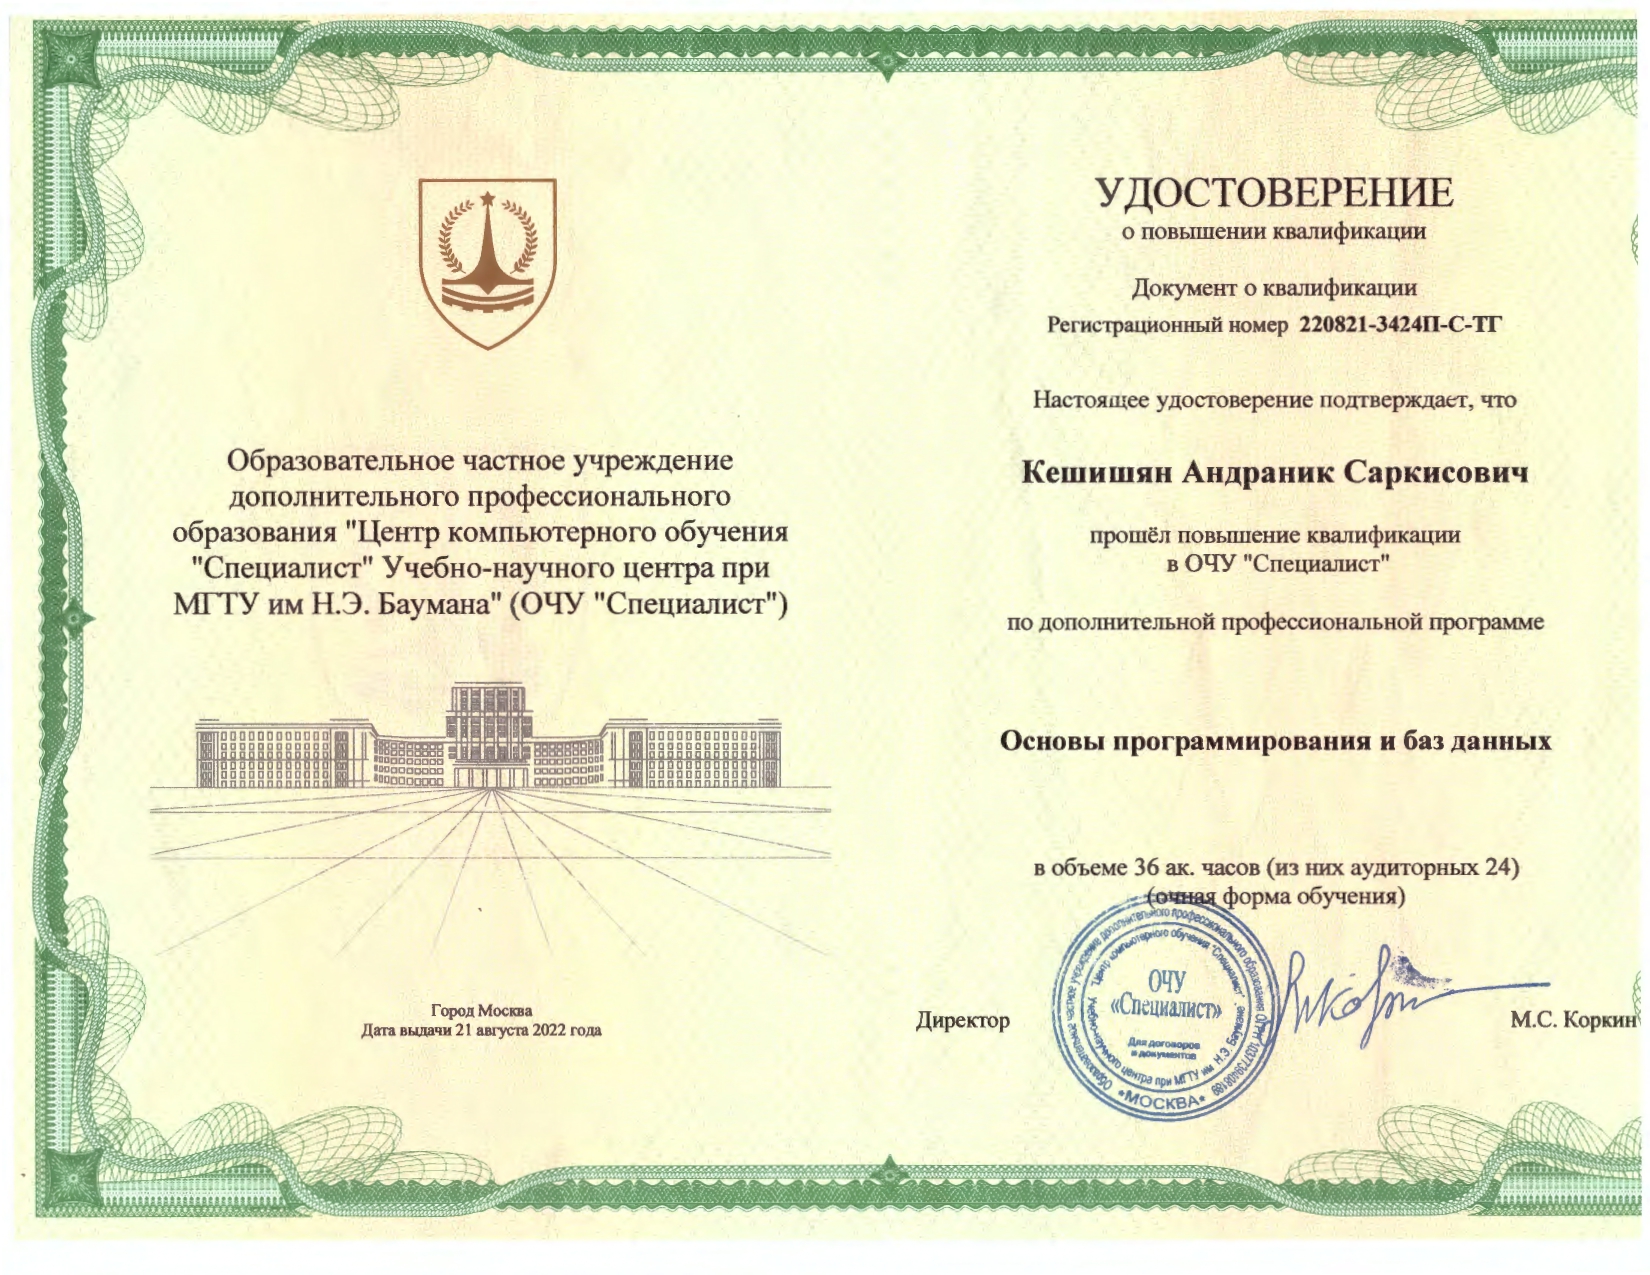 Образовательное частное учреждение
дополнительного профессионального
образования "Центр компьютерного обучения
"Специалист" Учебно-научного центра при
МГТУ им Н.Э. Баумана" (ОЧУ "Специалист")
Город Москва
Дата выдачи 21 августа 2022 года
УДОСТОВЕРЕНИЕ
о повышении квалификации
Документ о квалификации
Регистрационный номер 220821-3424П-С-ТГ
Настоящее удостоверение подтверждает, что
Кешишян Андраник Саркисович
прошёл повышение квалификации
в ОЧУ "Специалист"
по дополнительной профессиональной программе
Основы программирования и баз данных
в объеме 36 ак. часов (из них аудиторных 24)
(очная форма обучения)
Директор
М.С. Коркин
Образовательное частное учреждение дополнительного профессионального образования ОГРН 1037739408189
"Центр компьютерного обучения "Специалист" Учебно-научного центра при МГТУ им Н.Э. Баумана"
ОЧУ
«Специалист»
Для договоров
и документов
*МОСКВА*